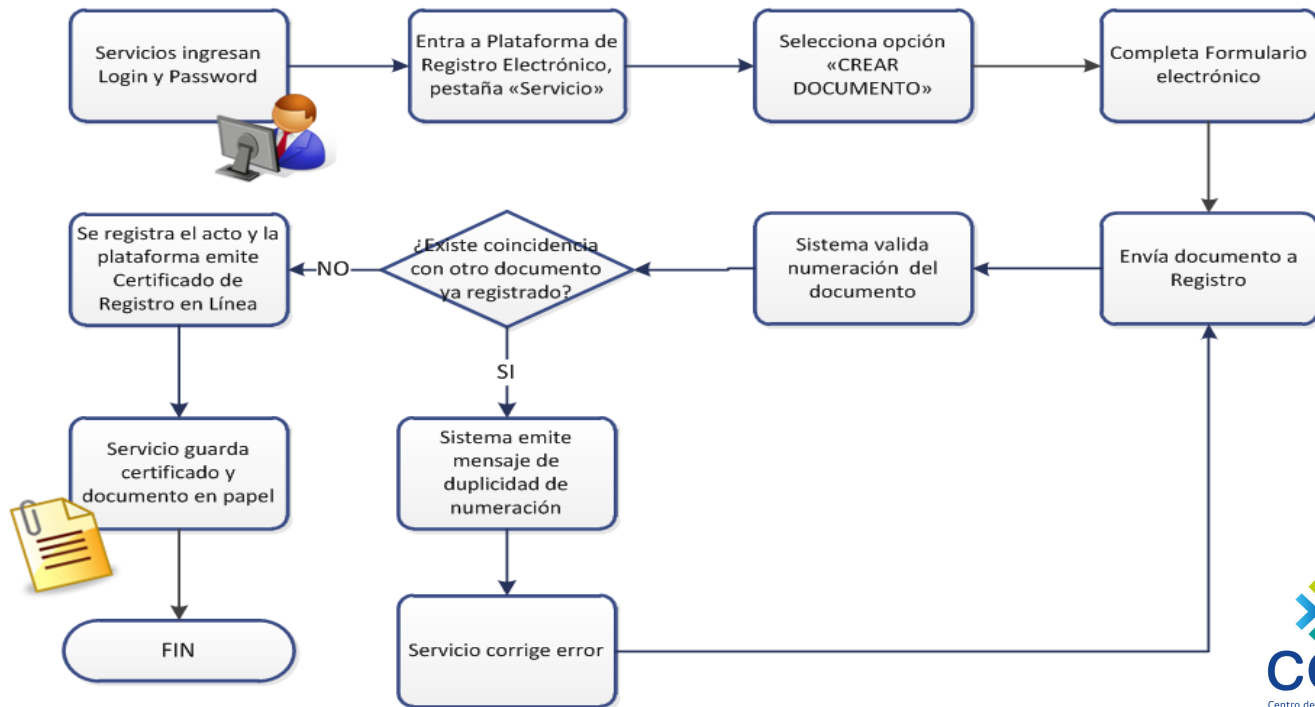 Servicios ingresan
Login y Password
Entra a Plataforma de
Registro Electrónico,
pestaña «Servicio»
Selecciona opción
«CREAR
DOCUMENTO»
Completa Formulario
electrónico
Se registra el acto y la
plataforma emite
Certificado de
Registro en Línea
NO
¿Existe coincidencia
con otro documento
ya registrado?
Sistema valida
numeración del
documento
Envía documento a
Registro
SI
Servicio guarda
certificado y
documento en papel
Sistema emite
mensaje de
duplicidad de
numeración
FIN
Servicio corrige error
Centro de